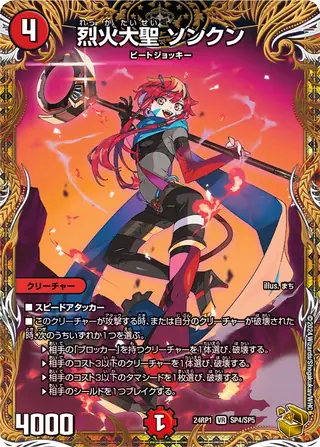 れっ か たい せい
4
烈火大聖 ソンクン
ビートジョッキー
illus. まち
クリーチャー
■スピードアタッカー
■このクリーチャーが攻撃する時、または自分のクリーチャーが破壊された
時、次のうちいずれか1つを選ぶ。
▶相手の「ブロッカー」を持つクリーチャーを1体選び、破壊する。
▶相手のコスト3以下のクリーチャーを1体選び、破壊する。
▶相手のコスト3以下のタマシードを1枚選び、破壊する。
▶相手のシールドを1つブレイクする。
4000
1
24RP1 VR SP4/SP5